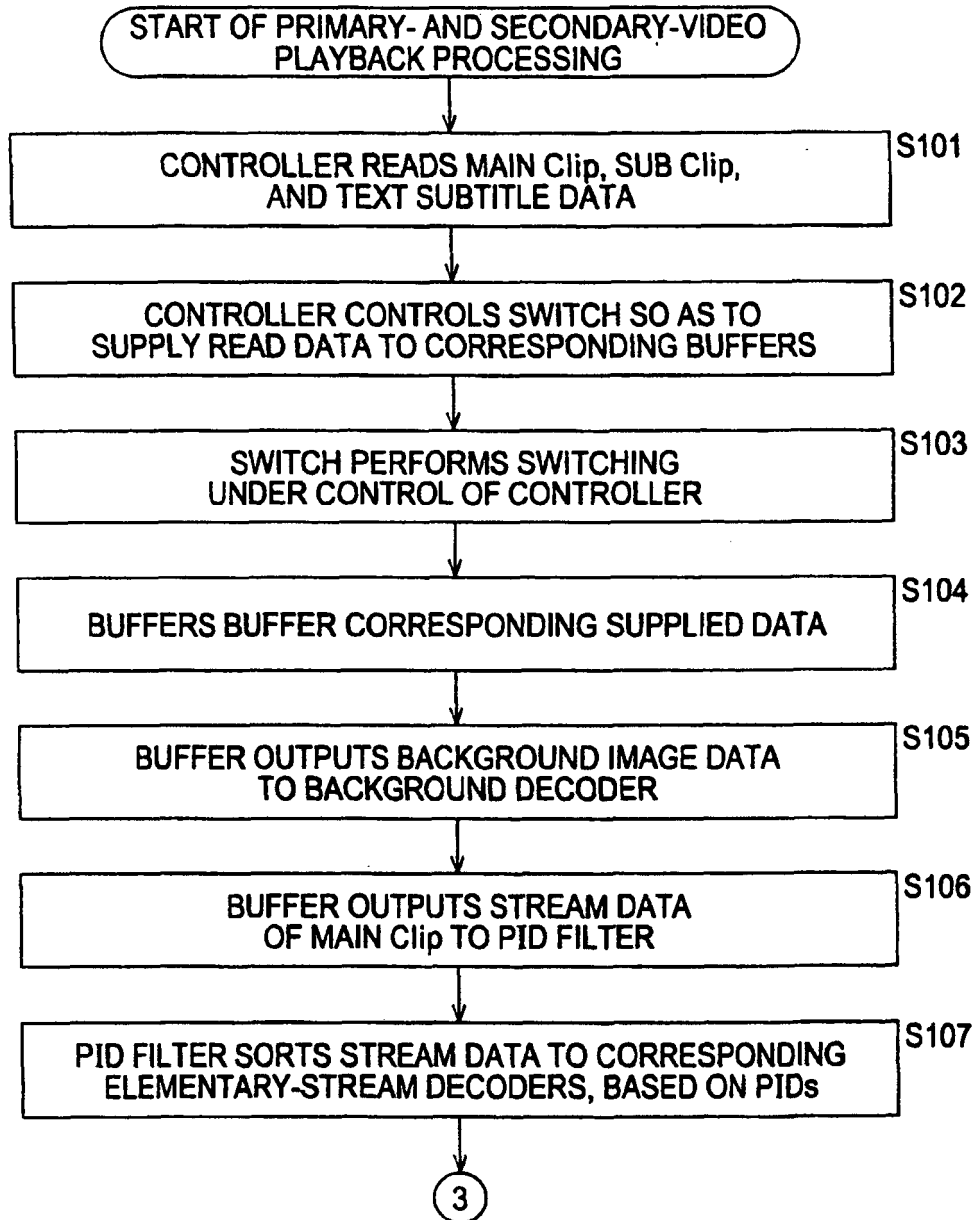 START OF PRIMARY- AND SECONDARY-VIDEO
PLAYBACK PROCESSING
S101
CONTROLLER READS MAIN Clip, SUB Clip,
AND TEXT SUBTITLE DATA
S102
CONTROLLER CONTROLS SWITCH SO AS TO
SUPPLY READ DATA TO CORRESPONDING BUFFERS
S103
SWITCH PERFORMS SWITCHING
UNDER CONTROL OF CONTROLLER
S104
BUFFERS BUFFER CORRESPONDING SUPPLIED DATA
S105
BUFFER OUTPUTS BACKGROUND IMAGE DATA
TO BACKGROUND DECODER
S106
BUFFER OUTPUTS STREAM DATA
OF MAIN Clip TO PID FILTER
S107
PID FILTER SORTS STREAM DATA TO CORRESPONDING
ELEMENTARY-STREAM DECODERS, BASED ON PIDs
3